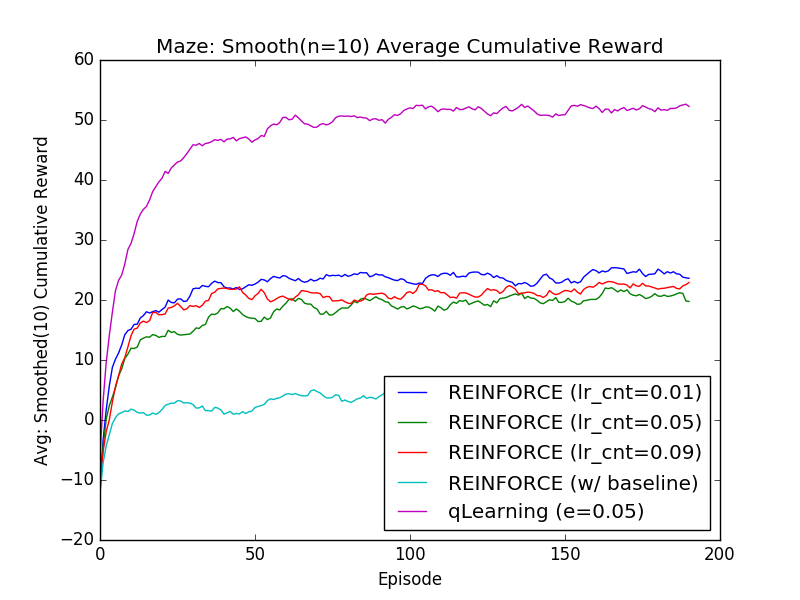 Maze: Smooth(n=10) Average Cumulative Reward
60
50
40
30
20
10
0
−10
−20
Avg: Smoothed(10) Cumulative Reward
REINFORCE (lr_cnt=0.01)
REINFORCE (lr_cnt=0.05)
REINFORCE (lr_cnt=0.09)
REINFORCE (w/ baseline)
qLearning (e=0.05)
0 50 100 150 200
Episode